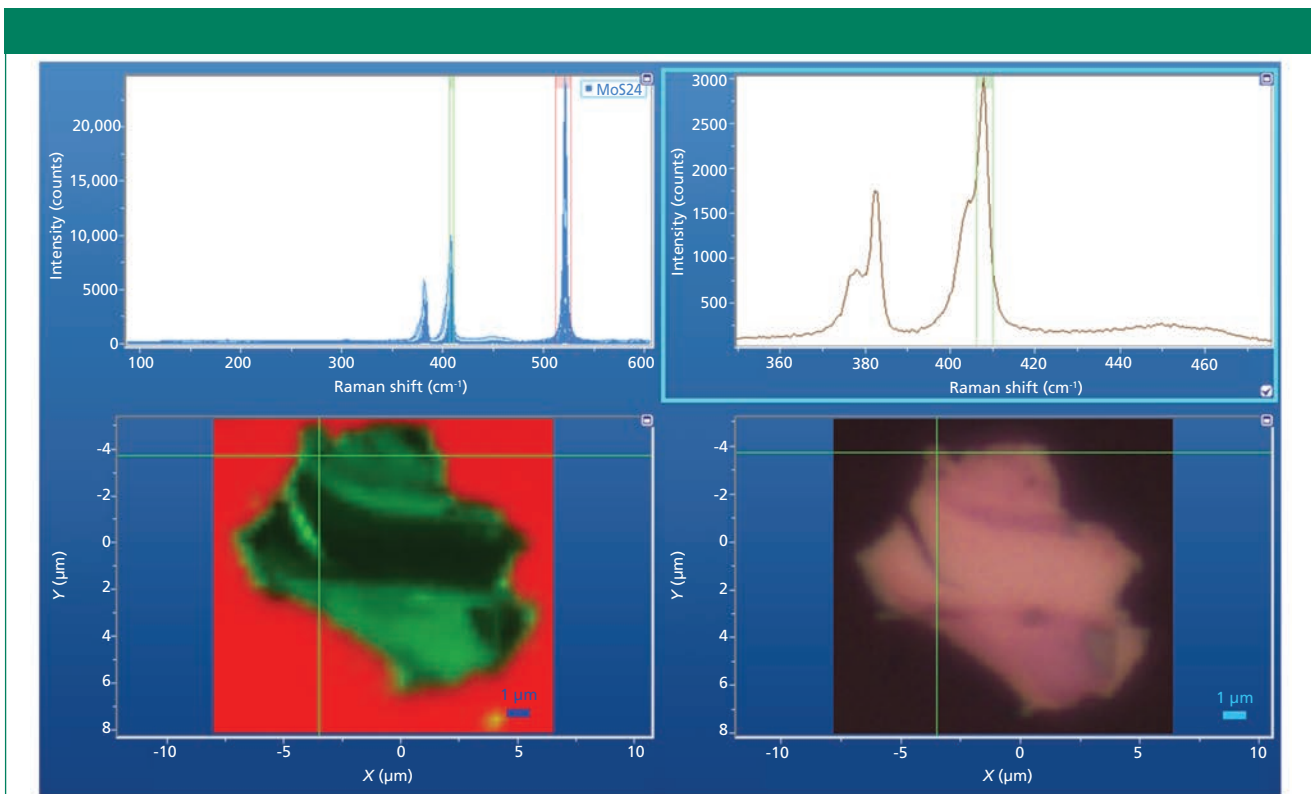 MoS24
20,000
15,000
10,000
5000
0
Intensity (counts)
100 200 300 400 500 600
Raman shift (cm-1)
3000
2500
2000
1500
1000
500
Intensity (counts)
360 382 400 420 440 460
Raman shift (cm-1)
-4
-2
0
2
4
6
8
Y (µm)
1 µm
-10 -5 0 5 10
X (µm)
-4
-2
0
2
4
6
8
Y (µm)
1 µm
-10 -5 0 5 10
X (µm)